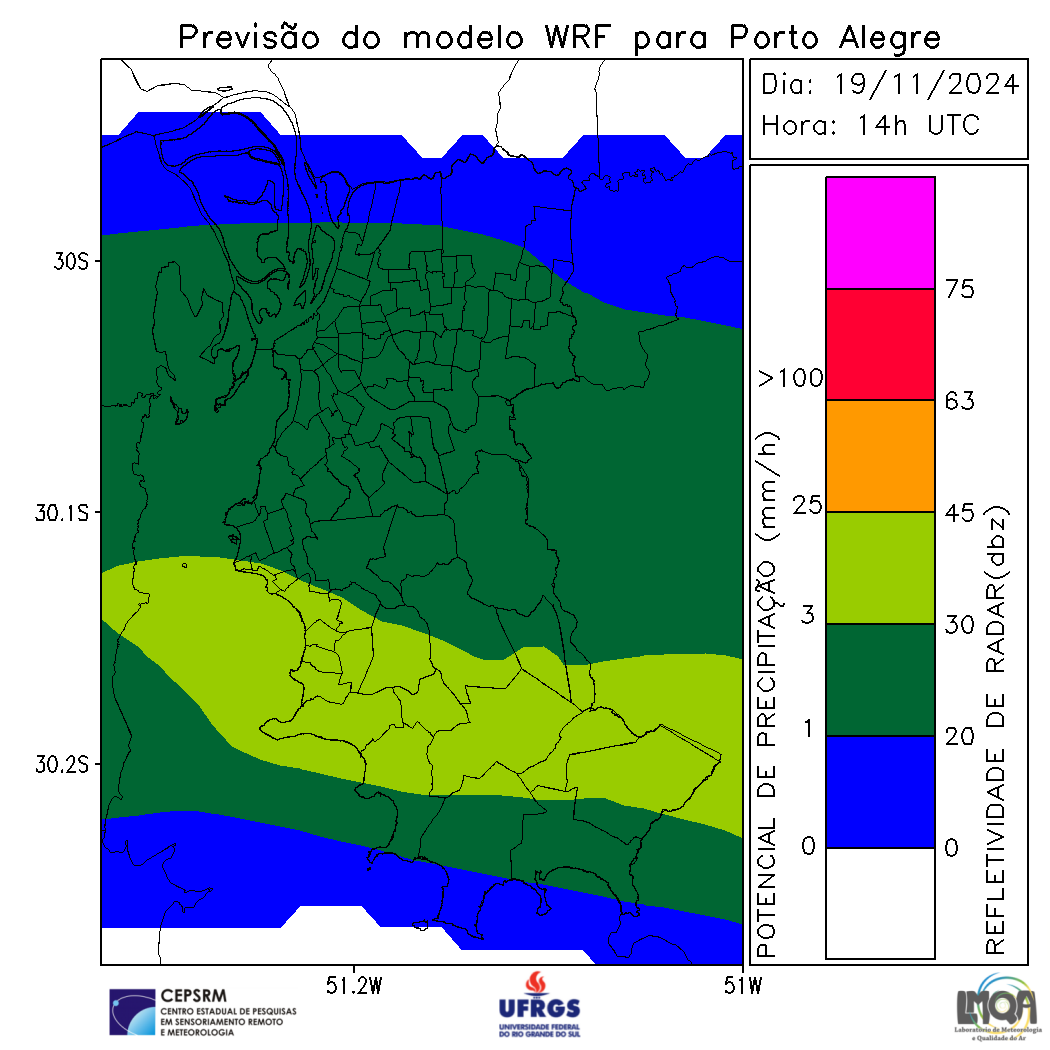 Previsão do modelo WRF para Porto Alegre
Dia: 19/11/2024
Hora: 14h UTC
30S
30.1S
30.2S
51.2W
51W
POTENCIAL DE PRECIPITAÇÃO (mm/h)
>100
25
3
1
0
75
63
45
30
20
0
REFLETIVIDADE DE RADAR(dbz)
CEPSRM
CENTRO ESTADUAL DE PESQUISAS
EM SENSORIAMENTO REMOTO
E METEOROLOGIA
UFRGS
UNIVERSIDADE FEDERAL
DO RIO GRANDE DO SUL
LMQA
Laboratório de Meteorologia
e Qualidade do Ar